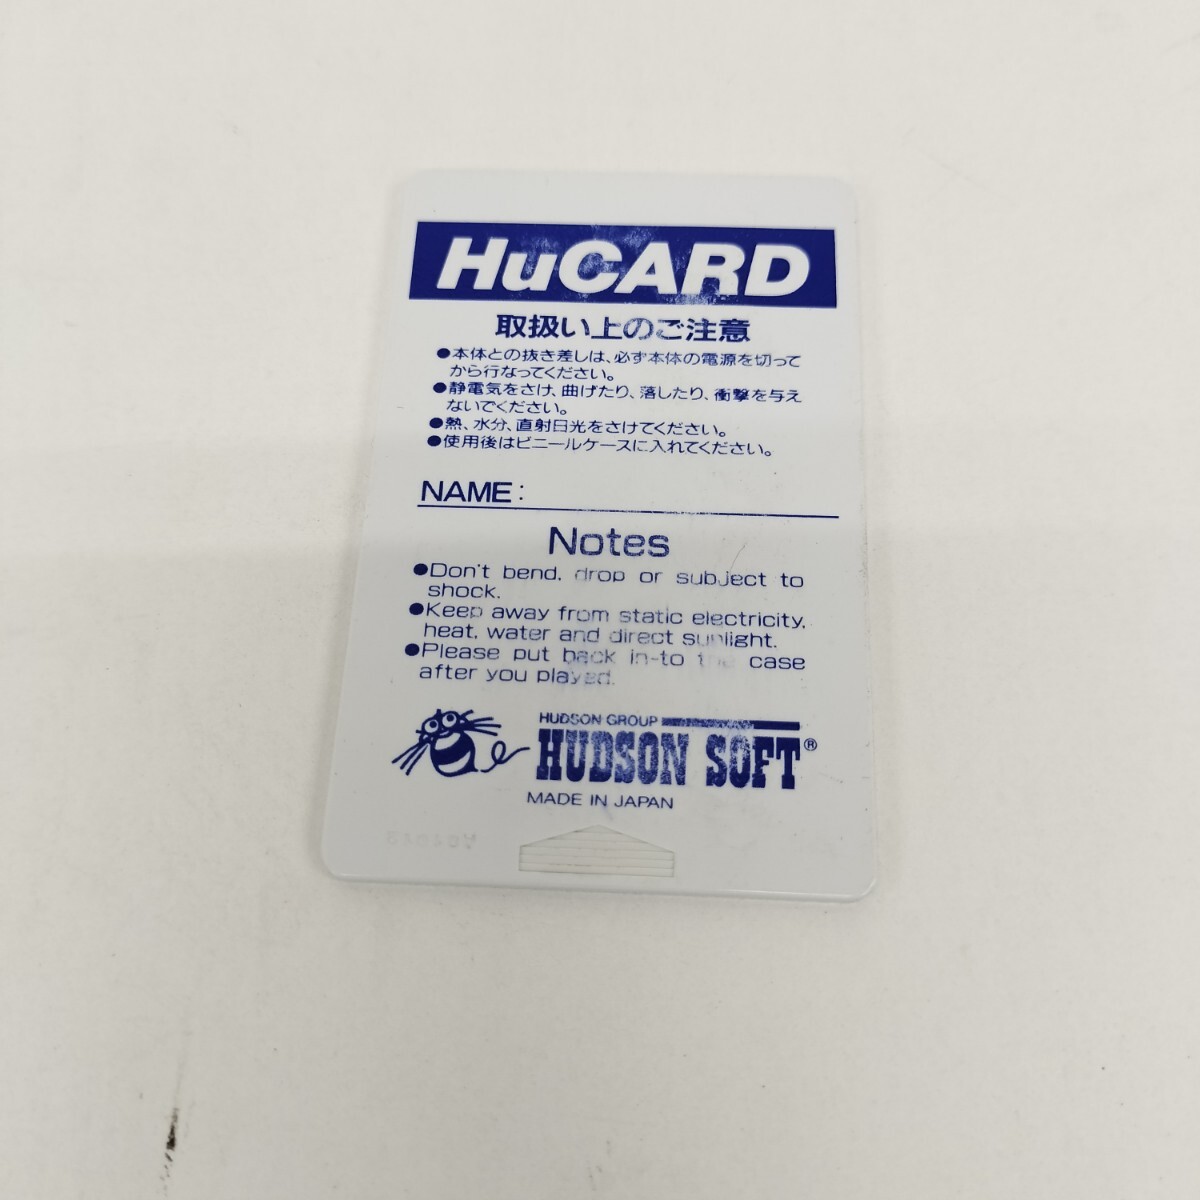 HuCARD
取扱い上のご注意
●本体との抜き差しは、必ず本体の電源を切って
から行なってください。
●静電気をさけ、曲げたり、落したり、衝撃を与え
ないでください。
●熱、水分、直射日光をさけてください。
●使用後はビニールケースに入れてください。
NAME:
Notes
●Don't bend, drop or subject to
shock.
●Keep away from static electricity,
heat, water and direct sunlight.
●Please put back in-to the case
after you played.
HUDSON GROUP
HUDSON SOFT®
MADE IN JAPAN